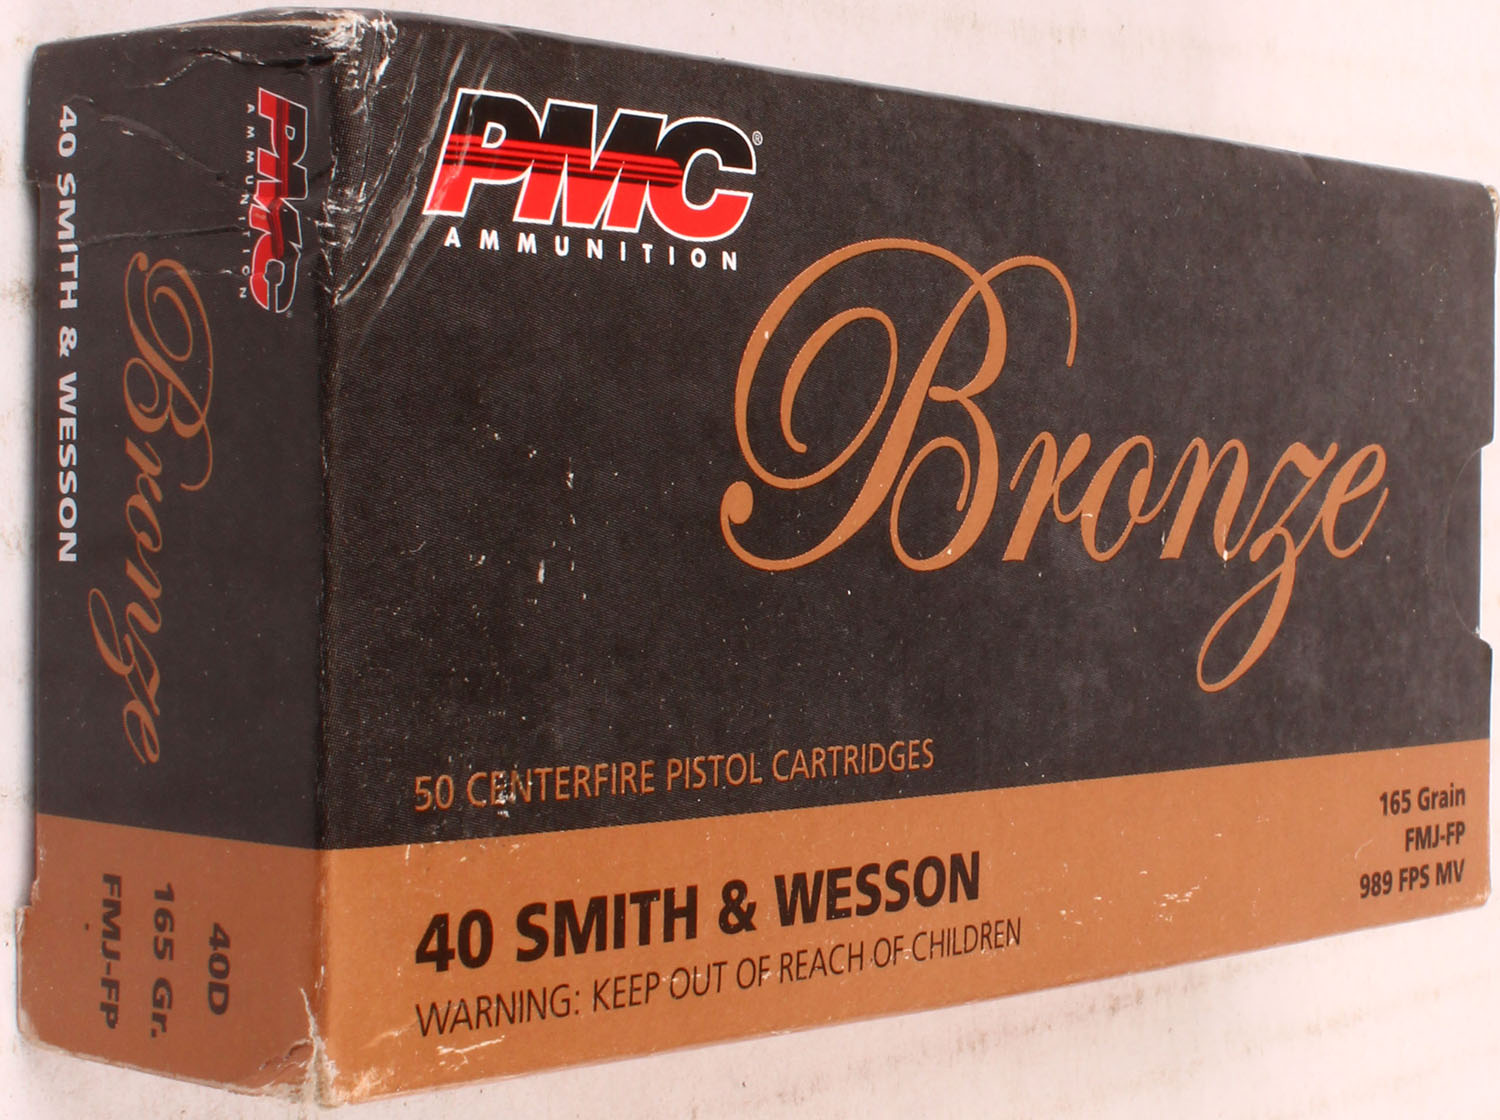 PMC®
AMMUNITION
Bronze
50 CENTERFIRE PISTOL CARTRIDGES
40 SMITH & WESSON
WARNING: KEEP OUT OF REACH OF CHILDREN
165 Grain
FMJ-FP
989 FPS MV
PMC
AMMUNITION
Bronze
40 SMITH & WESSON
40D
165 Gr.
FMJ-FP